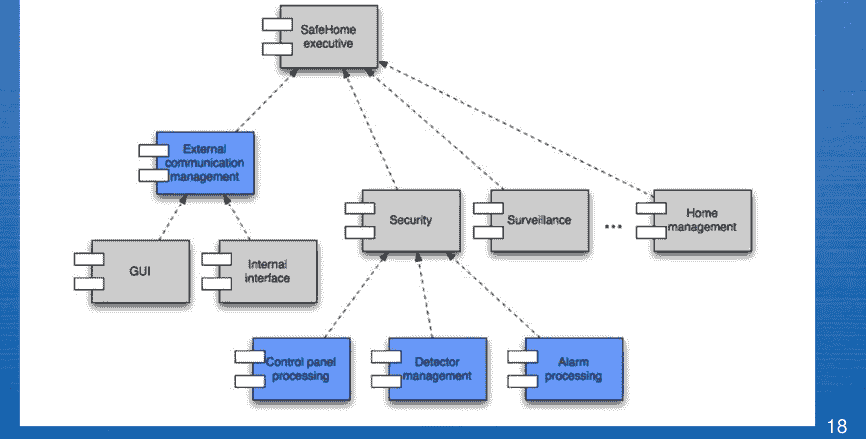 SafeHome
executive
External
communication
management
Security
Surveillance
...
Home
management
GUI
Internal
interface
Control panel
processing
Detector
management
Alarm
processing
18